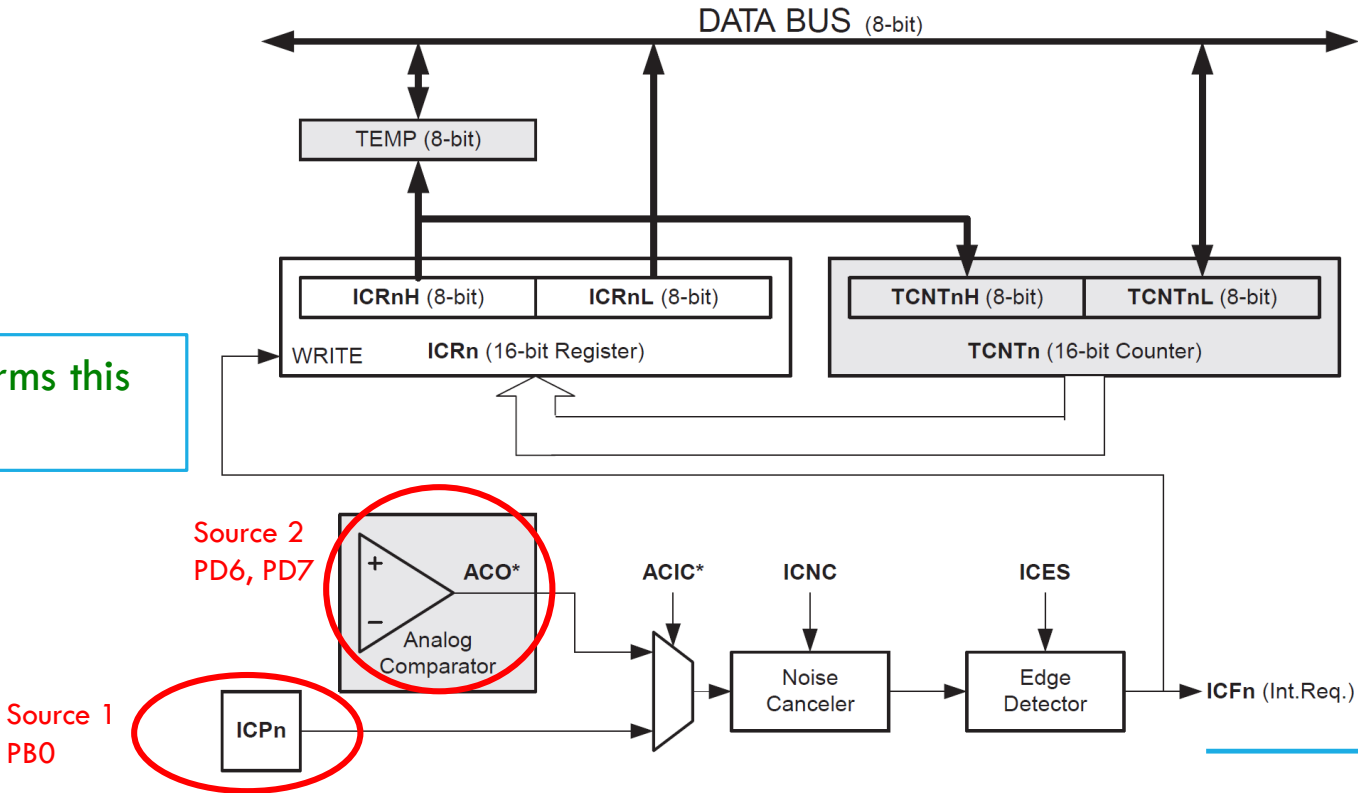 DATA BUS (8-bit)
TEMP (8-bit)
ICRnH (8-bit) ICRnL (8-bit)
WRITE ICRn (16-bit Register)
TCNTnH (8-bit) TCNTnL (8-bit)
TCNTn (16-bit Counter)
this
Source 2
PD6, PD7
+
−
ACO*
Analog
Comparator
ACIC*
ICNC
ICES
Noise
Canceler
Edge
Detector
ICFn (Int.Req.)
Source 1
PB0
ICPn